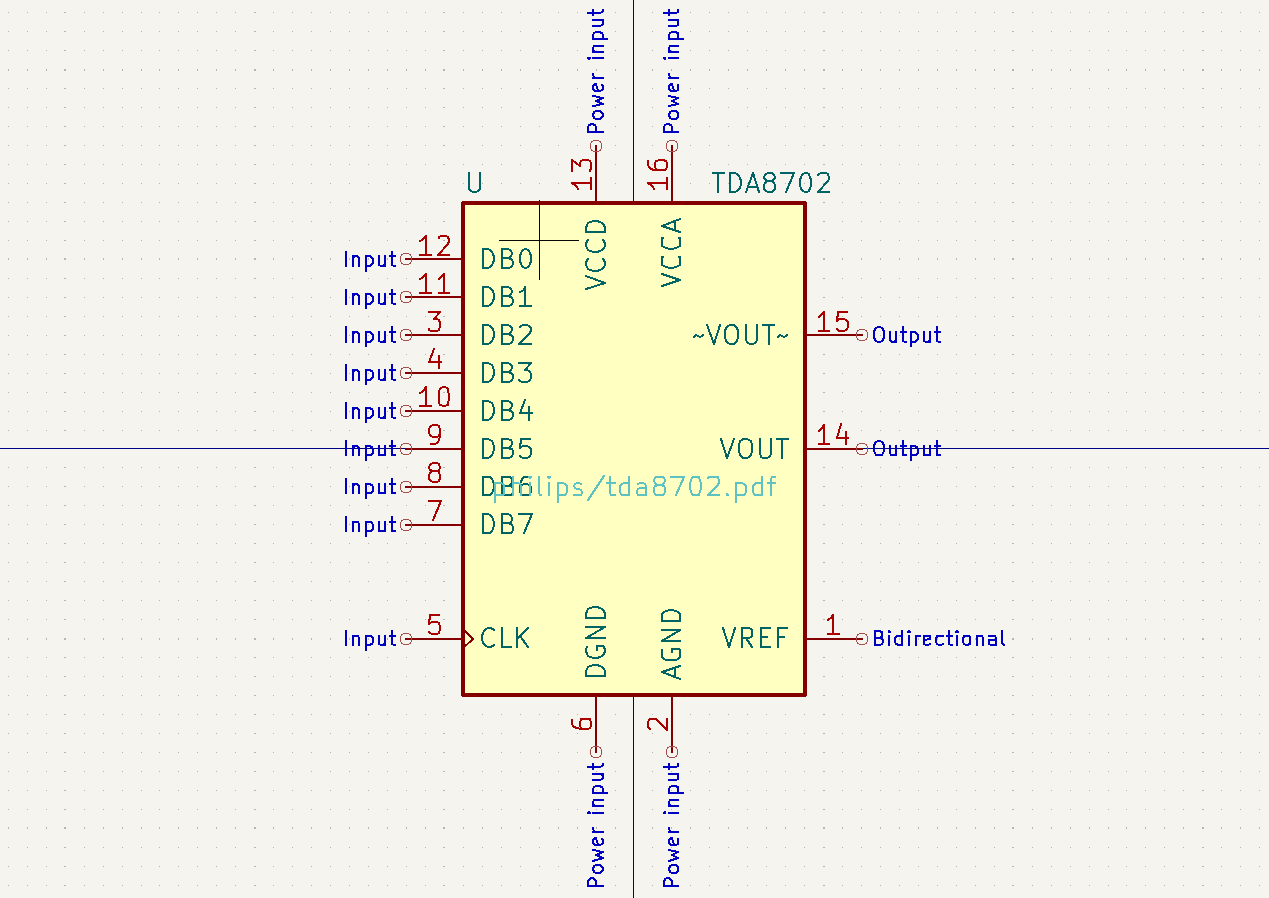 Power input
Power input
13
16
U
TDA8702
VCCD
VCCA
Input 12 DB0
Input 11 DB1
Input 3 DB2 ~VOUT~ 15 Output
Input 4 DB3
Input 10 DB4
Input 9 DB5 VOUT 14 Output
Input 8 DB6
philips/tda8702.pdf
Input 7 DB7
Input 5 CLK
DGND
AGND
VREF 1 Bidirectional
6
2
Power input
Power input